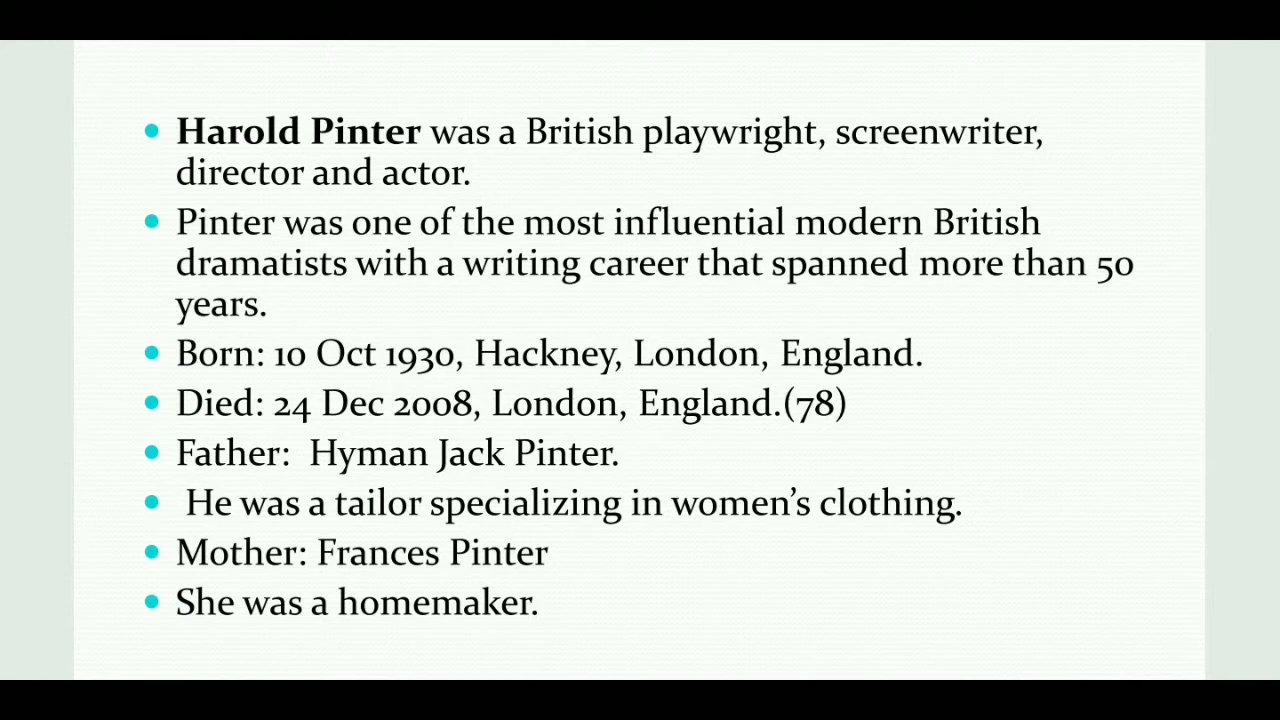 • Harold Pinter was a British playwright, screenwriter,
director and actor.
• Pinter was one of the most influential modern British
dramatists with a writing career that spanned more than 50
years.
• Born: 10 Oct 1930, Hackney, London, England.
• Died: 24 Dec 2008, London, England.(78)
• Father:  Hyman Jack Pinter.
•  He was a tailor specializing in women’s clothing.
• Mother: Frances Pinter
• She was a homemaker.